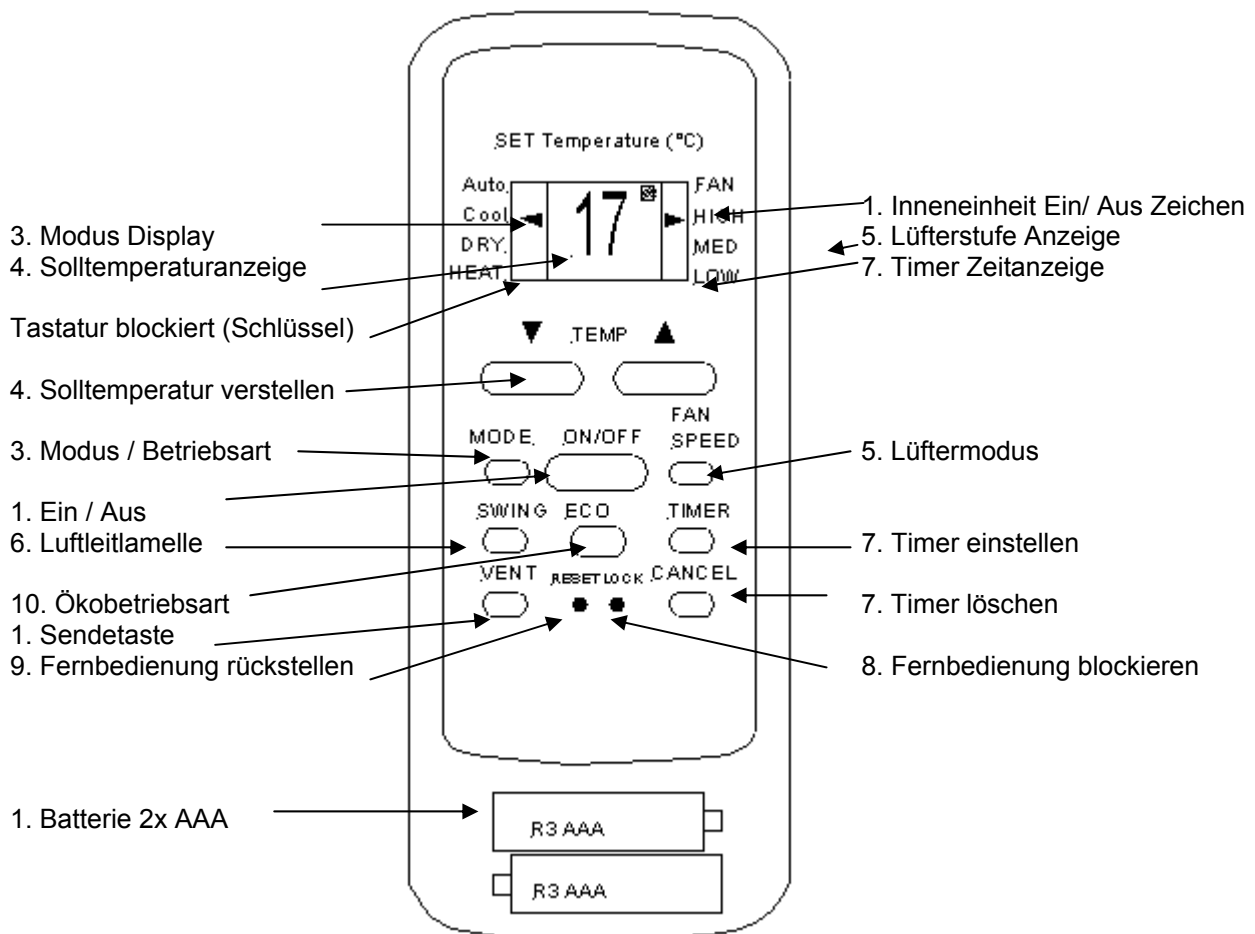 SET Temperature (°C)
Auto. FAN
Cool 17 HIGH 1. Inneneinheit Ein/ Aus Zeichen
3. Modus Display DRY. MED 5. Lüfterstufe Anzeige
4. Solltemperaturanzeige HEAT. LOW 7. Timer Zeitanzeige
Tastatur blockiert (Schlüssel) ▼ TEMP ▲
4. Solltemperatur verstellen
FAN
MODE. ON/OFF SPEED
3. Modus / Betriebsart 5. Lüftermodus
1. Ein / Aus SWING ECO TIMER
6. Luftleitlamelle 7. Timer einstellen
VENT RESET LOCK CANCEL
10. Ökobetriebsart 7. Timer löschen
1. Sendetaste
9. Fernbedienung rückstellen 8. Fernbedienung blockieren
1. Batterie 2x AAA
R3 AAA
R3 AAA